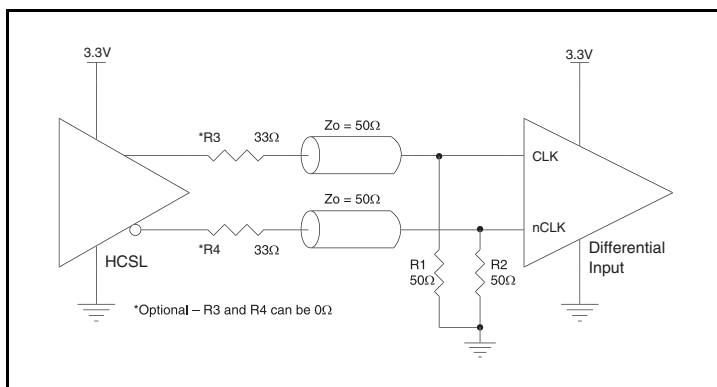 3.3V
3.3V
*R3 33Ω
Zo = 50Ω
CLK
Zo = 50Ω
nCLK
*R4 33Ω
HCSL
R1
50Ω
R2
50Ω
Differential
Input
*Optional – R3 and R4 can be 0Ω